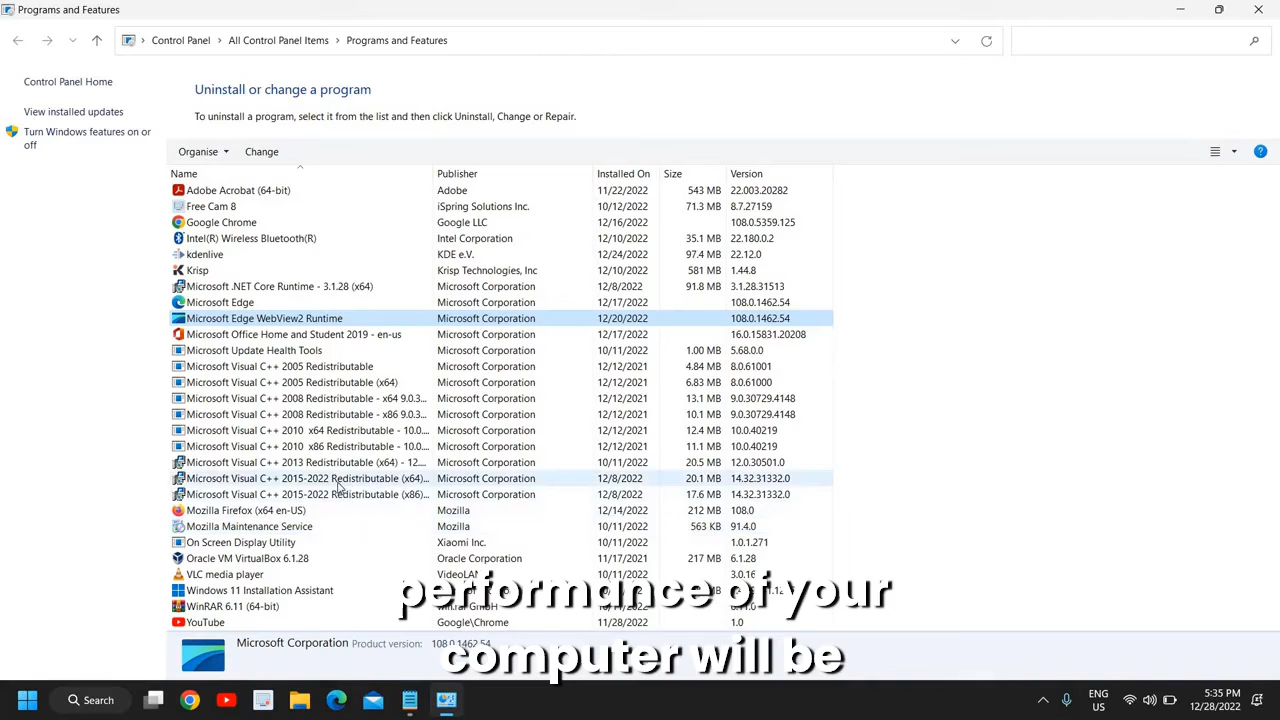 Programs and Features
Control Panel > All Control Panel Items > Programs and Features
Control Panel Home
View installed updates
Turn Windows features on or
off
Uninstall or change a program
To uninstall a program, select it from the list and then click Uninstall, Change or Repair.
Organise Change
Name Publisher Installed On Size Version
Adobe Acrobat (64-bit) Adobe 11/22/2022 543 MB 22.003.20282
Free Cam 8 iSpring Solutions Inc. 10/12/2022 71.3 MB 8.7.27159
Google Chrome Google LLC 12/16/2022 108.0.5359.125
Intel(R) Wireless Bluetooth(R) Intel Corporation 12/10/2022 35.1 MB 22.180.0.2
kdenlive KDE e.V. 12/24/2022 97.4 MB 22.12.0
Krisp Krisp Technologies, Inc 12/10/2022 581 MB 1.44.8
Microsoft .NET Core Runtime - 3.1.28 (x64) Microsoft Corporation 12/8/2022 91.8 MB 3.1.28.31513
Microsoft Edge Microsoft Corporation 12/17/2022 108.0.1462.54
Microsoft Edge WebView2 Runtime Microsoft Corporation 12/20/2022 108.0.1462.54
Microsoft Office Home and Student 2019 - en-us Microsoft Corporation 12/17/2022 16.0.15831.20208
Microsoft Update Health Tools Microsoft Corporation 10/11/2022 1.00 MB 5.68.0.0
Microsoft Visual C++ 2005 Redistributable Microsoft Corporation 12/12/2021 4.84 MB 8.0.61001
Microsoft Visual C++ 2005 Redistributable (x64) Microsoft Corporation 12/12/2021 6.83 MB 8.0.61000
Microsoft Visual C++ 2008 Redistributable - x64 9.0.3... Microsoft Corporation 12/12/2021 13.1 MB 9.0.30729.4148
Microsoft Visual C++ 2008 Redistributable - x86 9.0.3... Microsoft Corporation 12/12/2021 10.1 MB 9.0.30729.4148
Microsoft Visual C++ 2010 x64 Redistributable - 10.0.... Microsoft Corporation 12/12/2021 12.4 MB 10.0.40219
Microsoft Visual C++ 2010 x86 Redistributable - 10.0.... Microsoft Corporation 12/12/2021 11.1 MB 10.0.40219
Microsoft Visual C++ 2013 Redistributable (x64) - 12.... Microsoft Corporation 10/11/2022 20.5 MB 12.0.30501.0
Microsoft Visual C++ 2015-2022 Redistributable (x64)... Microsoft Corporation 12/8/2022 20.1 MB 14.32.31332.0
Microsoft Visual C++ 2015-2022 Redistributable (x86)... Microsoft Corporation 12/8/2022 17.6 MB 14.32.31332.0
Mozilla Firefox (x64 en-US) Mozilla 12/14/2022 212 MB 108.0
Mozilla Maintenance Service Mozilla 10/11/2022 563 KB 91.4.0
On Screen Display Utility Xiaomi Inc. 10/11/2022 1.0.1.271
Oracle VM VirtualBox 6.1.28 Oracle Corporation 11/17/2021 217 MB 6.1.28
VLC media player VideoLAN 10/11/2022 3.0.16
Windows 11 Installation Assistant
WinRAR 6.11 (64-bit) win.rar GmbH
YouTube Google\Chrome 11/28/2022 1.0
performance of your
computer will be
Microsoft Corporation Product version: 108.0.1462.54
Search
ENG
US
5:35 PM
12/28/2022